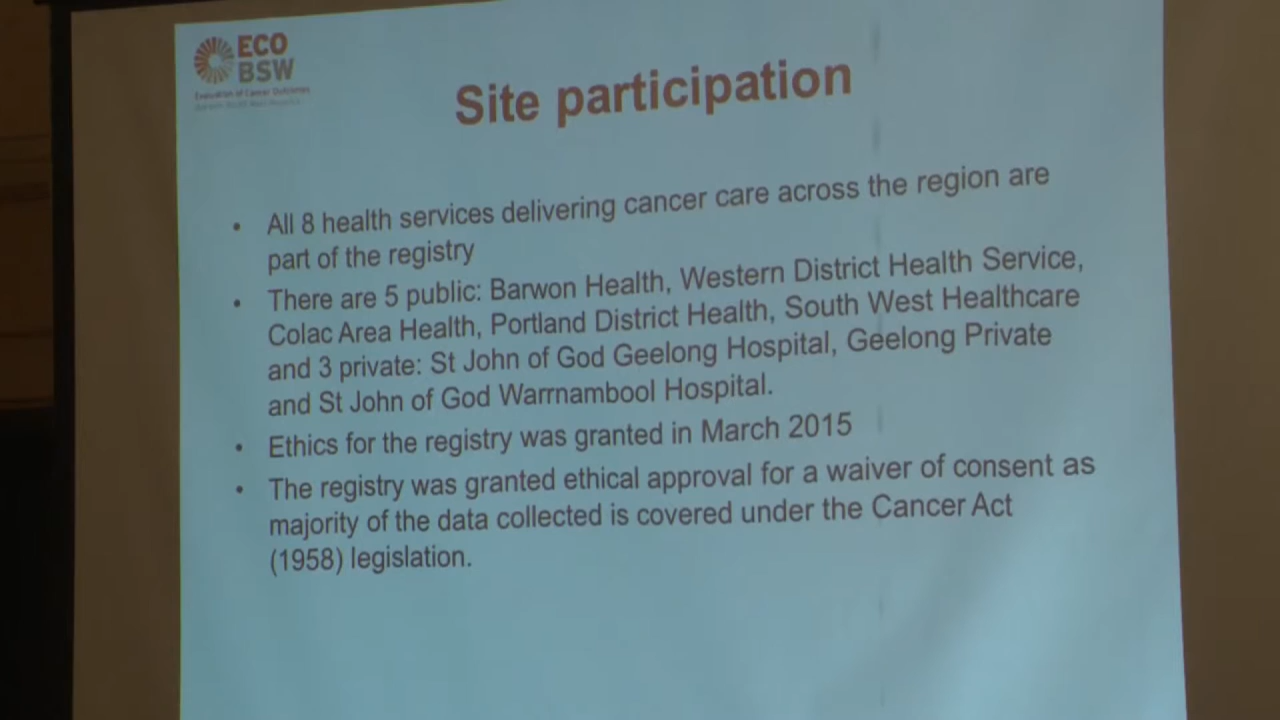 ECO
BSW
Evaluation of Cancer Outcomes
Site participation
• All 8 health services delivering cancer care across the region are
part of the registry
• There are 5 public: Barwon Health, Western District Health Service,
Colac Area Health, Portland District Health, South West Healthcare
and 3 private: St John of God Geelong Hospital, Geelong Private
and St John of God Warrnambool Hospital.
• Ethics for the registry was granted in March 2015
• The registry was granted ethical approval for a waiver of consent as
majority of the data collected is covered under the Cancer Act
(1958) legislation.